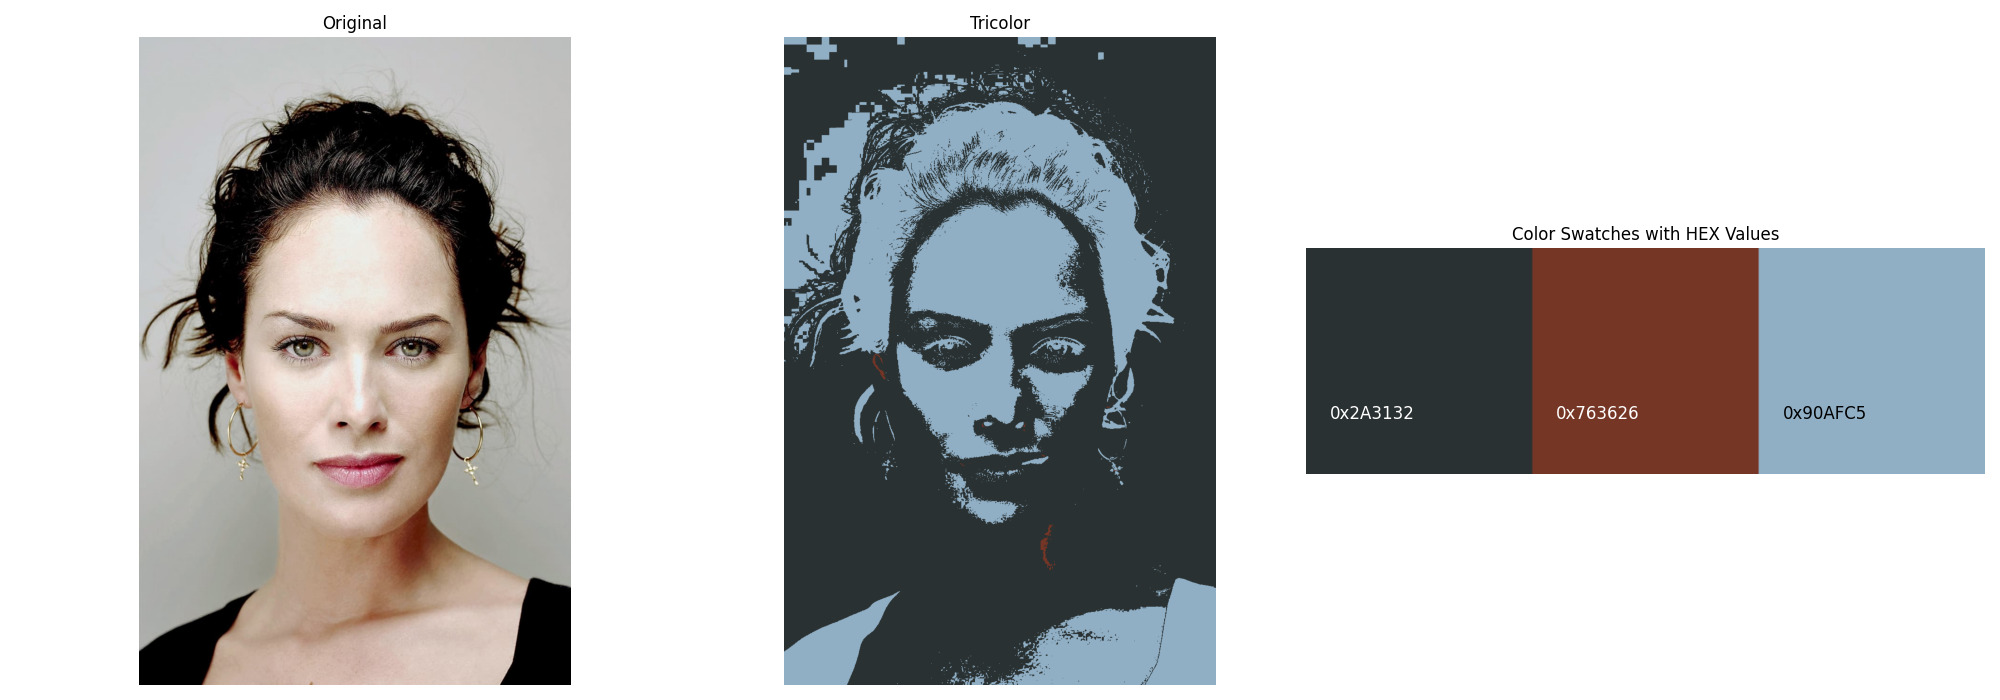 Original
Tricolor
Color Swatches with HEX Values
0x2A3132
0x763626
0x90AFC5